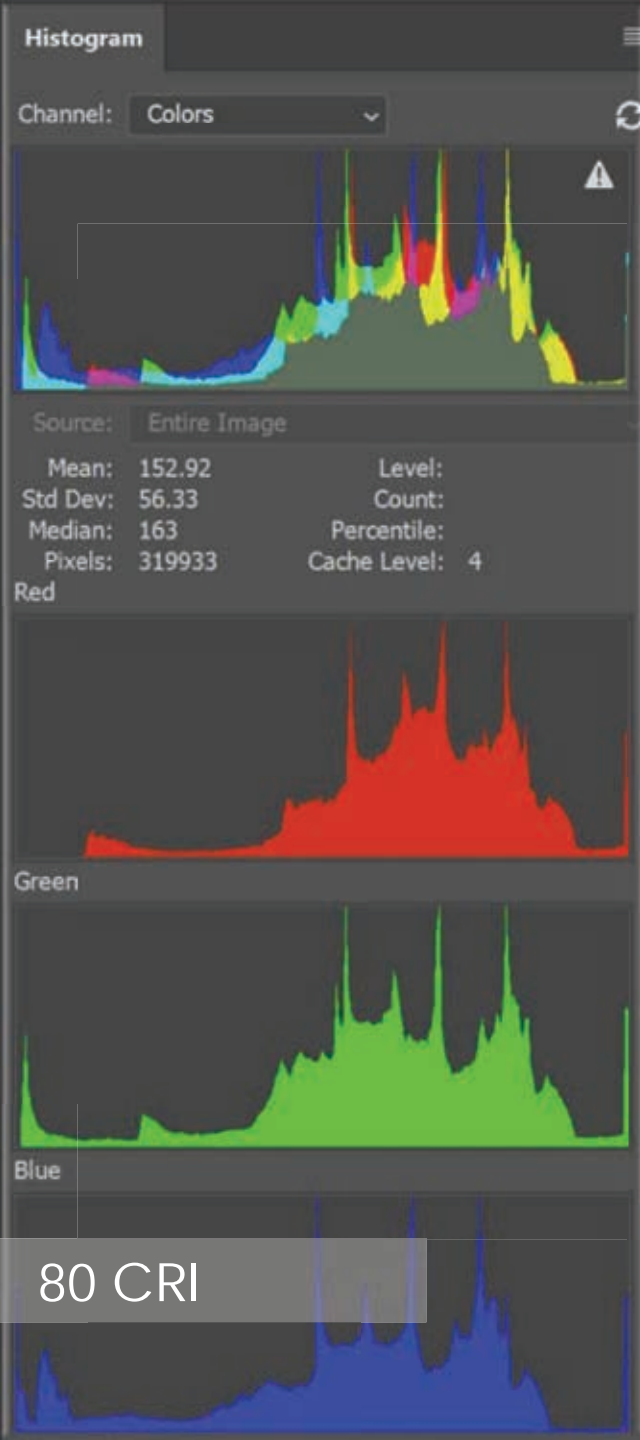 Histogram
Channel: Colors
Source: Entire Image
Mean: 152.92 Level:
Std Dev: 56.33 Count:
Median: 163 Percentile:
Pixels: 319933 Cache Level: 4
Red
Green
Blue
80 CRI